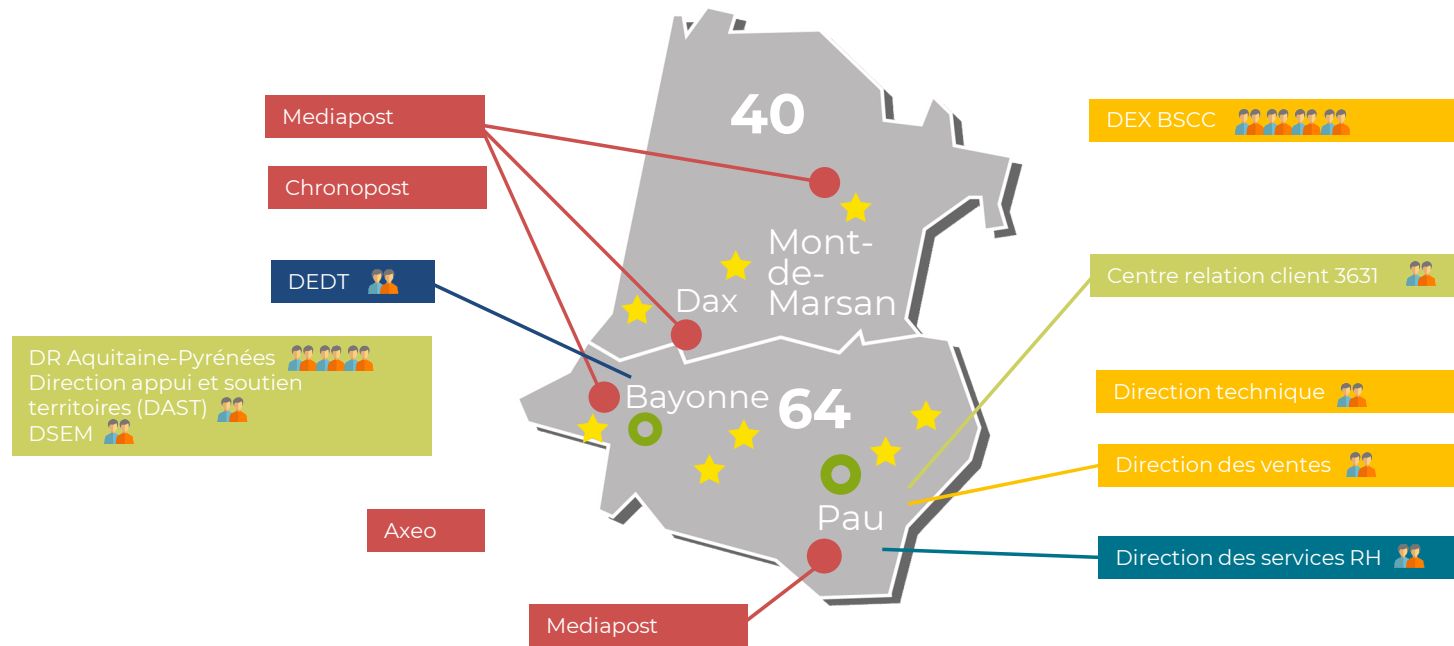 40
Mediapost
DEX BSCC
Chronopost
Mont-
de-
Marsan
DEDT
Centre relation client 3631
Dax
DR Aquitaine-Pyrénées
Direction appui et soutien
territoires (DAST)
DSEM
Bayonne
64
Direction technique
Direction des ventes
Pau
Axeo
Direction des services RH
Mediapost